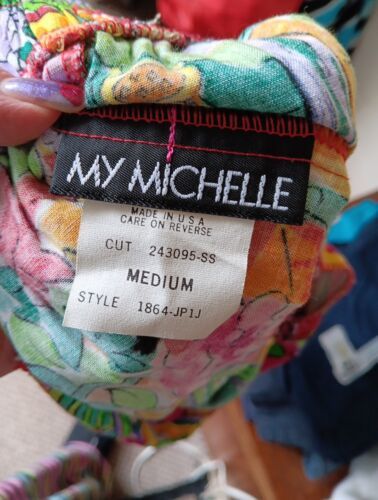 MY MICHELLE
MADE IN U S A
CARE ON REVERSE
CUT 243095-SS
MEDIUM
STYLE 1864-JP1J